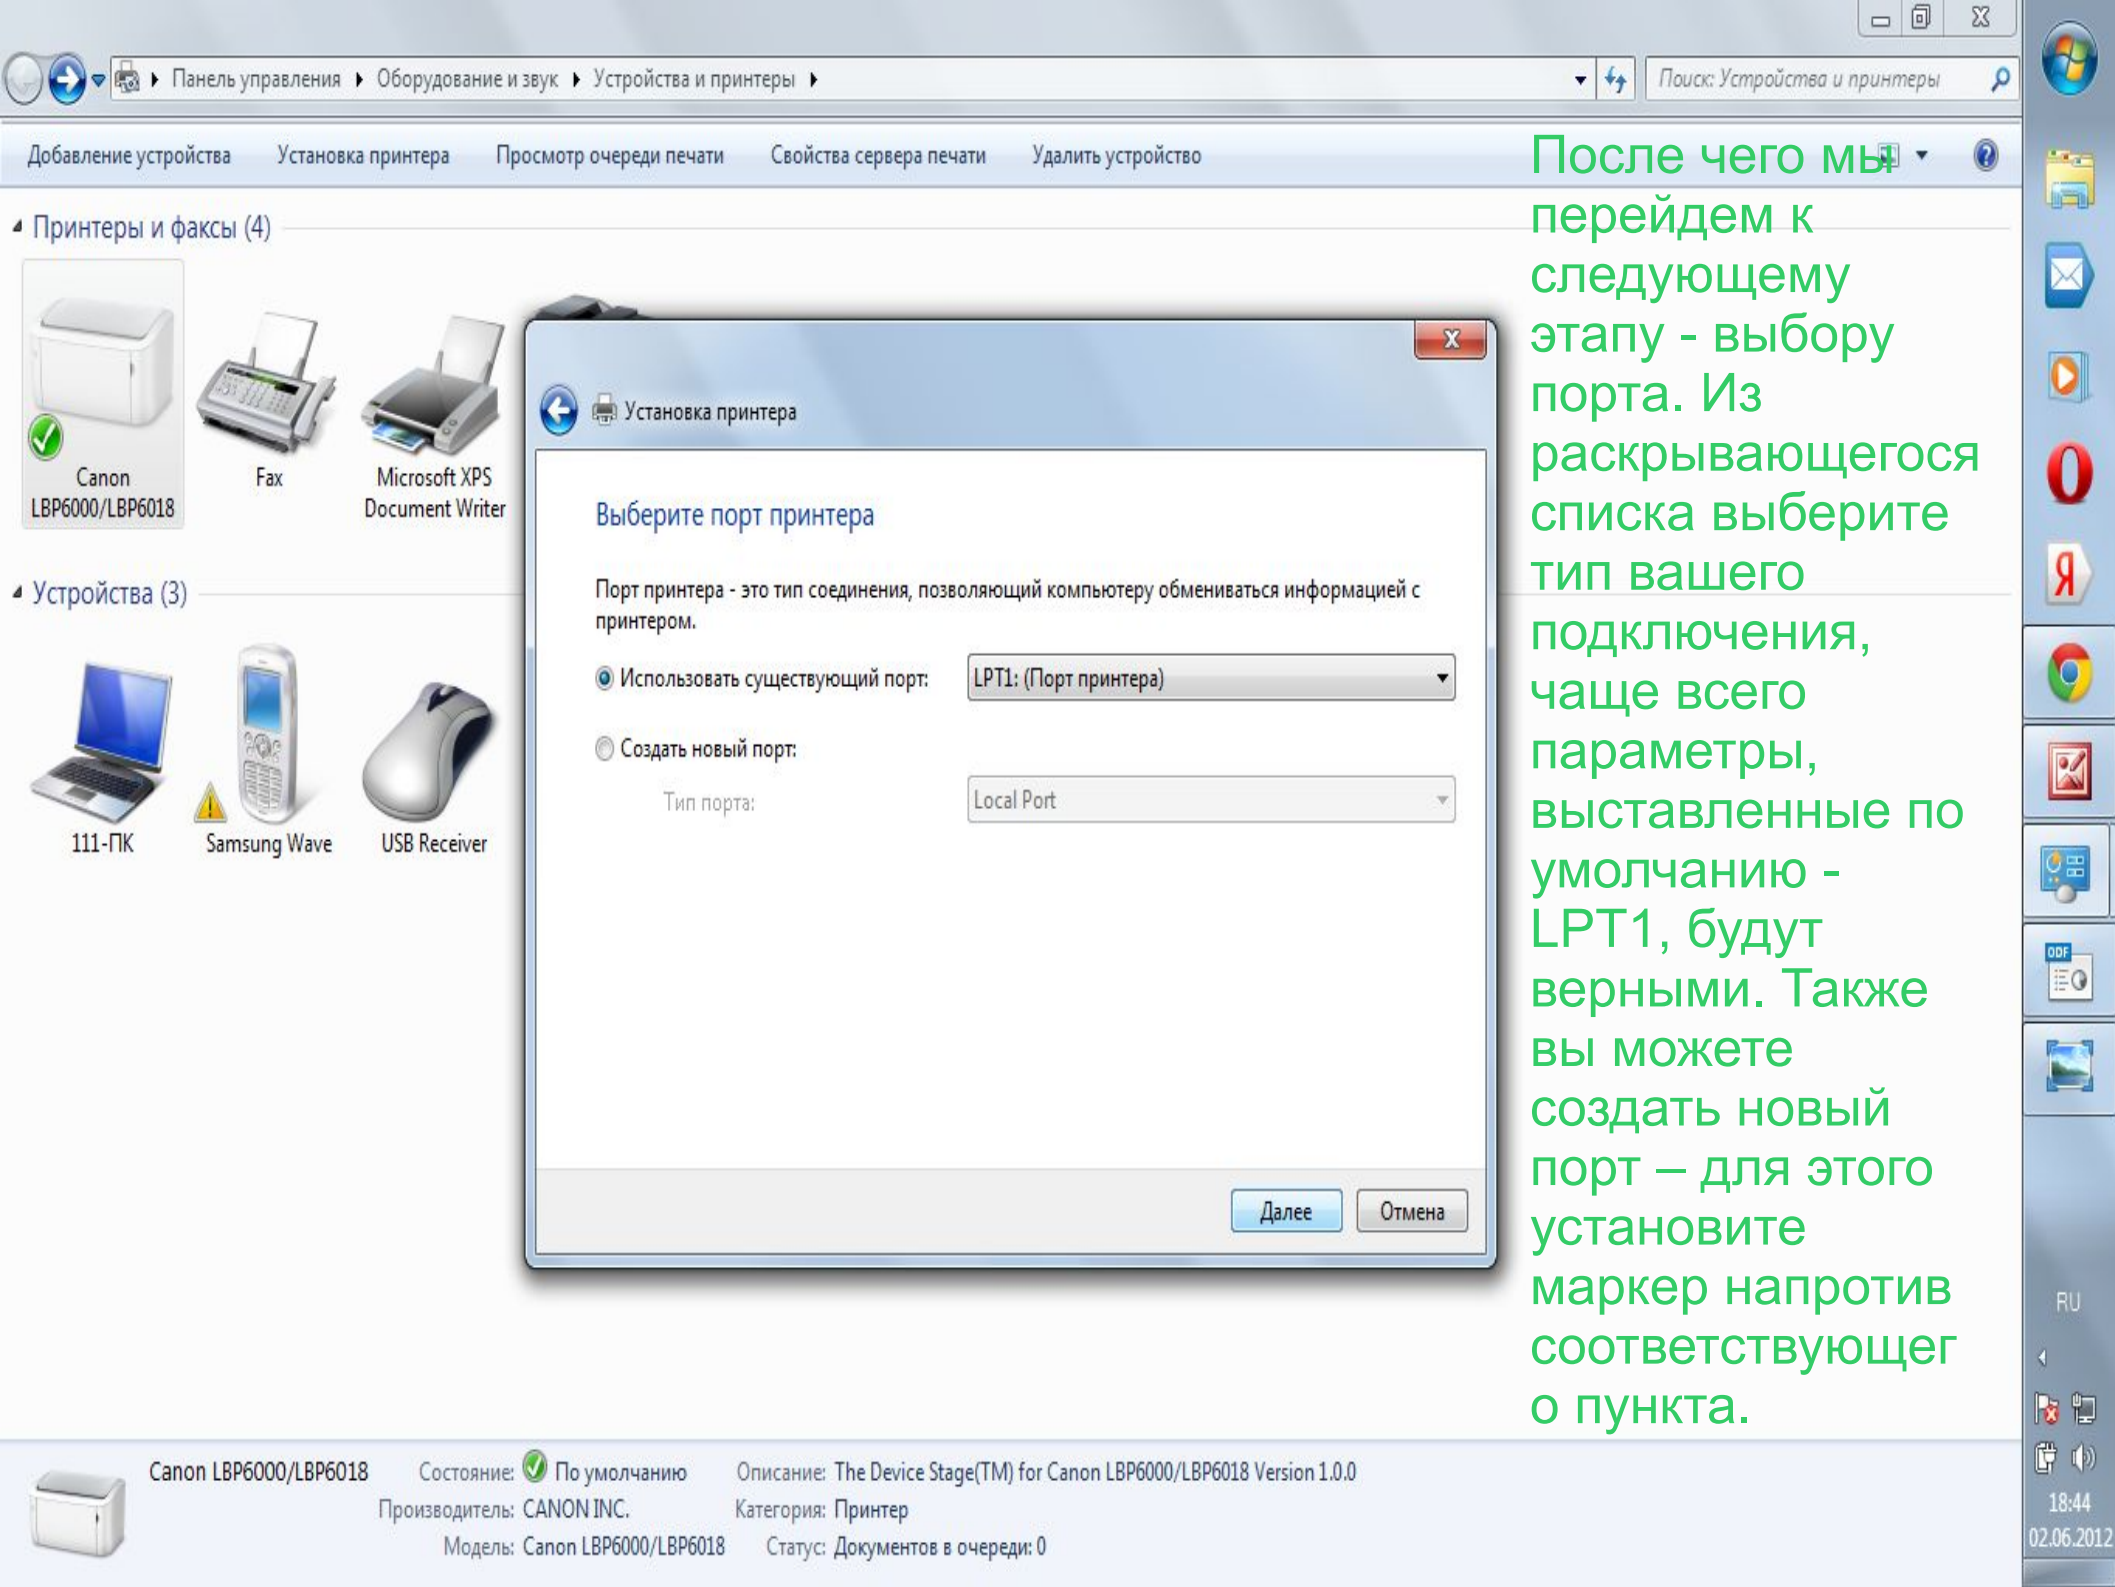 Панель управления
Оборудование и звук
Устройства и принтеры
Поиск: Устройства и принтеры
Добавление устройства
Установка принтера
Просмотр очереди печати
Свойства сервера печати
Удалить устройство
Принтеры и факсы (4)
Canon
LBP6000/LBP6018
Fax
Microsoft XPS
Document Writer
Устройства (3)
111-ПК
Samsung Wave
USB Receiver
Установка принтера
Выберите порт принтера
Порт принтера - это тип соединения, позволяющий компьютеру обмениваться информацией с
принтером.
Использовать существующий порт:
LPT1: (Порт принтера)
Создать новый порт:
Тип порта:
Local Port
Далее
Отмена
После чего мы
перейдем к
следующему
этапу - выбору
порта. Из
раскрывающегося
списка выберите
тип вашего
подключения,
чаще всего
параметры,
выставленные по
умолчанию -
LPT1, будут
верными. Также
вы можете
создать новый
порт – для этого
установите
маркер напротив
соответствующег
о пункта.
Canon LBP6000/LBP6018
Состояние: По умолчанию
Производитель: CANON INC.
Модель: Canon LBP6000/LBP6018
Описание: The Device Stage(TM) for Canon LBP6000/LBP6018 Version 1.0.0
Категория: Принтер
Статус: Документов в очереди: 0
Я
ODF
RU
18:44
02.06.2012